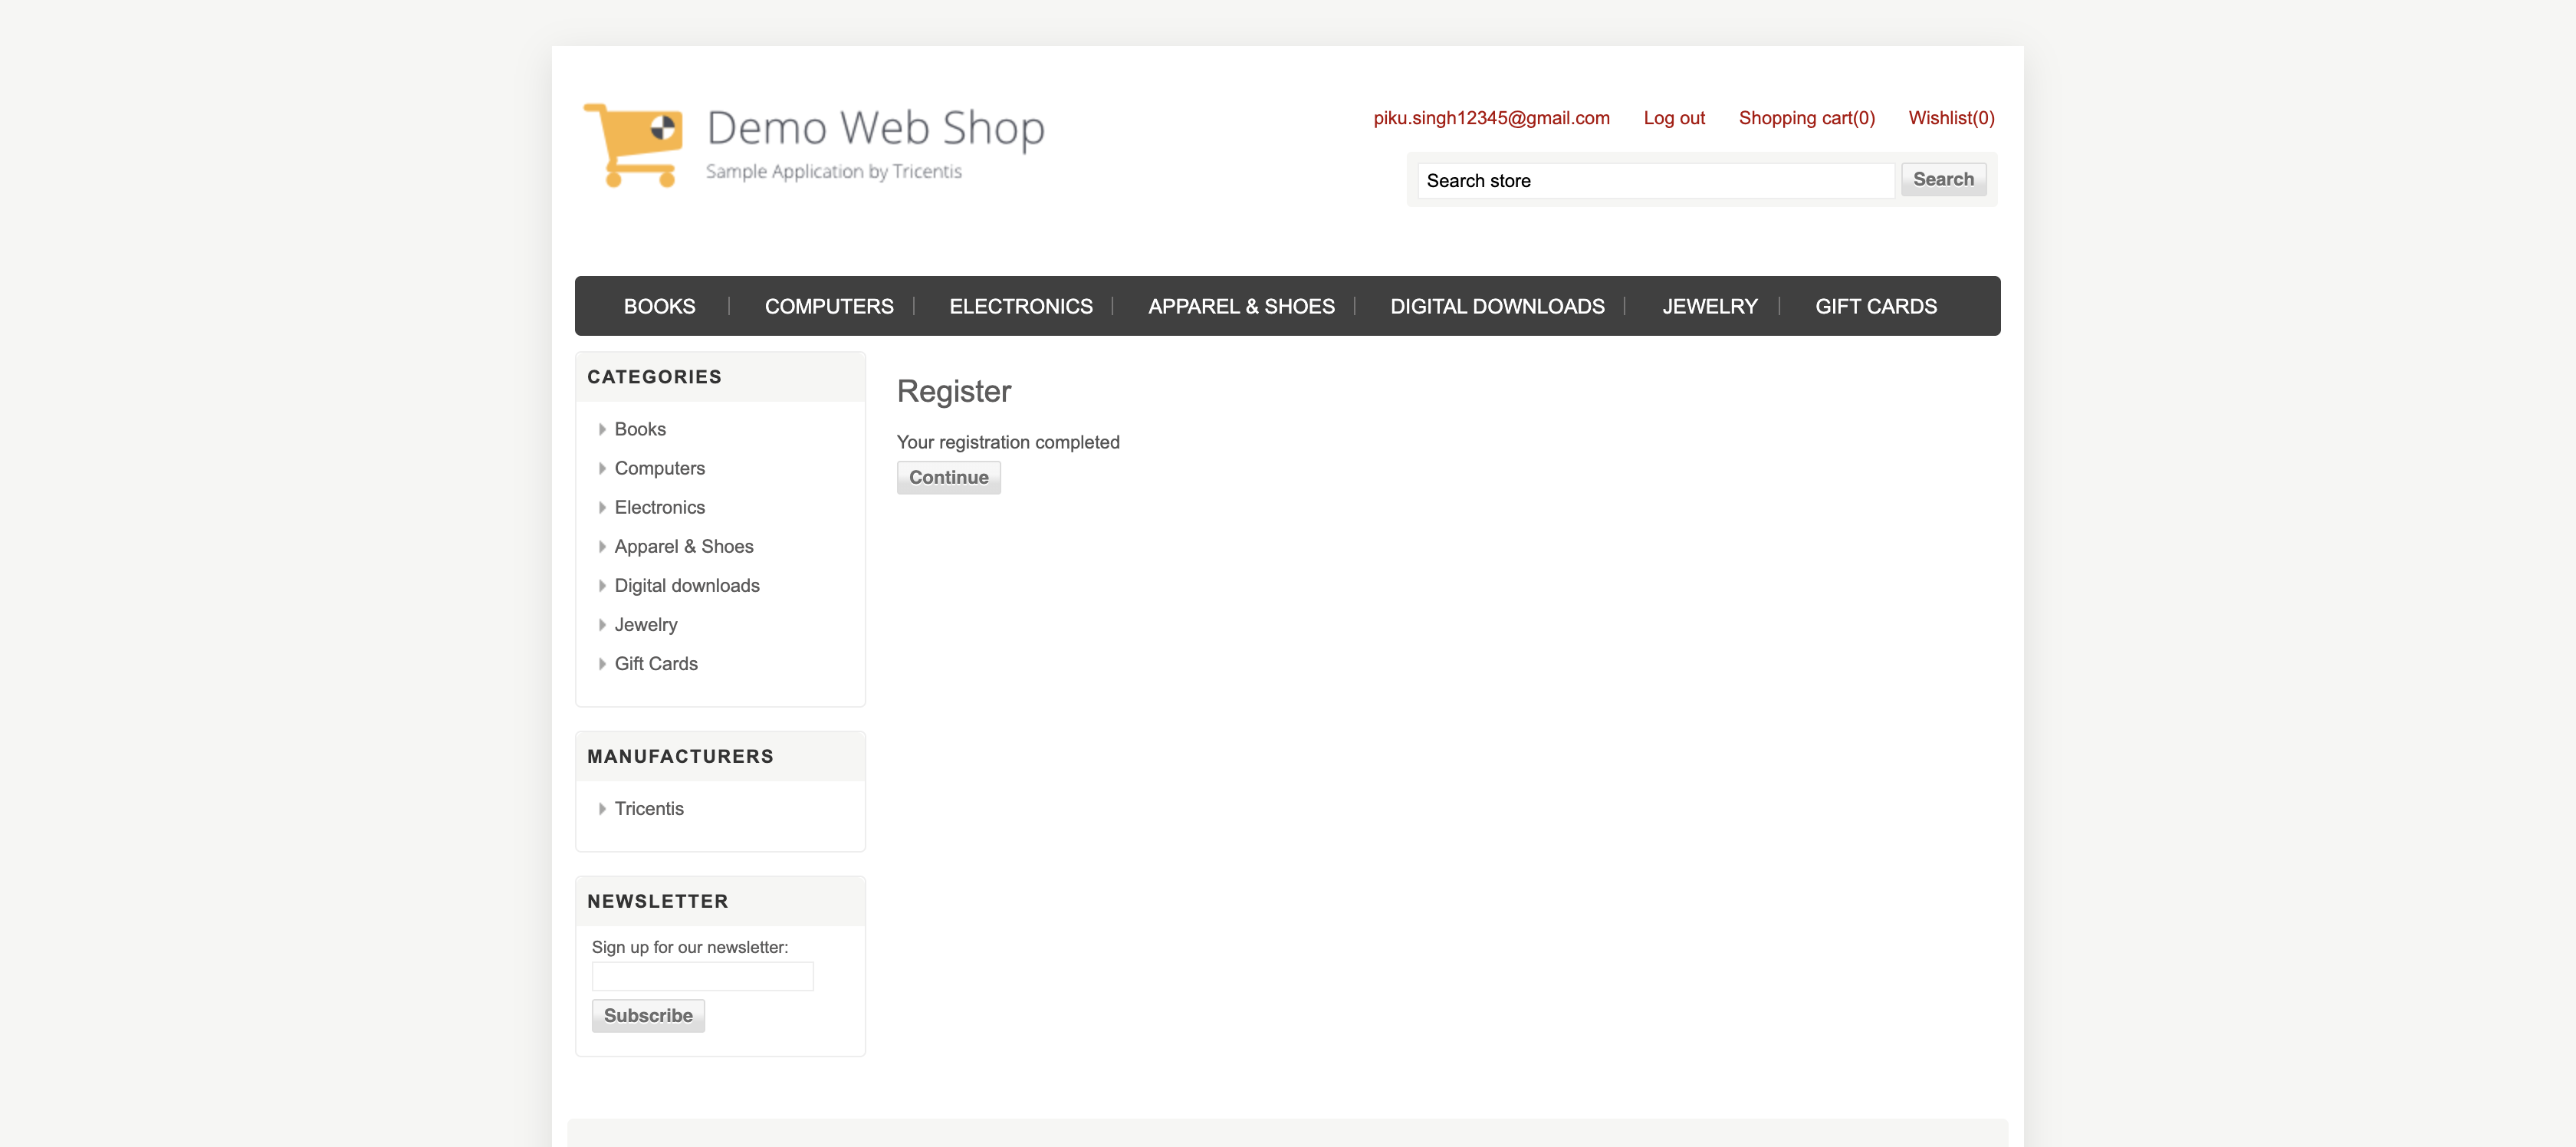 Demo Web Shop
Sample Application by Tricentis
piku.singh12345@gmail.com Log out Shopping cart(0) Wishlist(0)
Search store Search
BOOKS COMPUTERS ELECTRONICS APPAREL & SHOES DIGITAL DOWNLOADS JEWELRY GIFT CARDS
CATEGORIES
Books
Computers
Electronics
Apparel & Shoes
Digital downloads
Jewelry
Gift Cards
MANUFACTURERS
Tricentis
NEWSLETTER
Sign up for our newsletter:
Subscribe
Register
Your registration completed
Continue